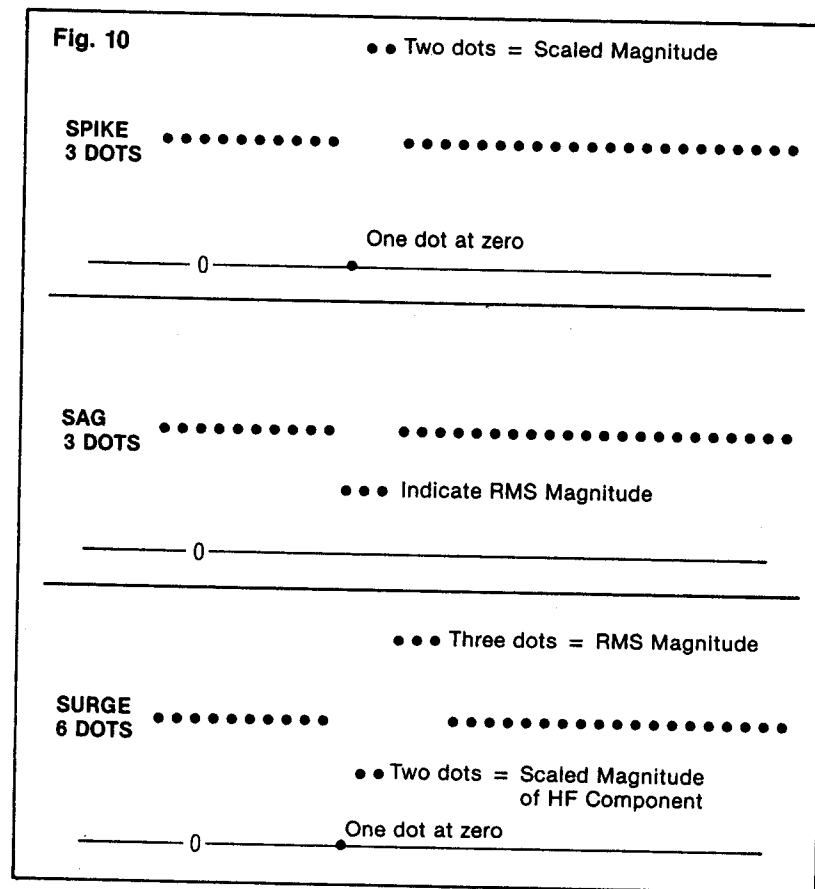 Fig. 10
Two dots = Scaled Magnitude
SPIKE
3 DOTS
One dot at zero
0
SAG
3 DOTS
Indicate RMS Magnitude
0
Three dots = RMS Magnitude
SURGE
6 DOTS
Two dots = Scaled Magnitude
of HF Component
One dot at zero
0